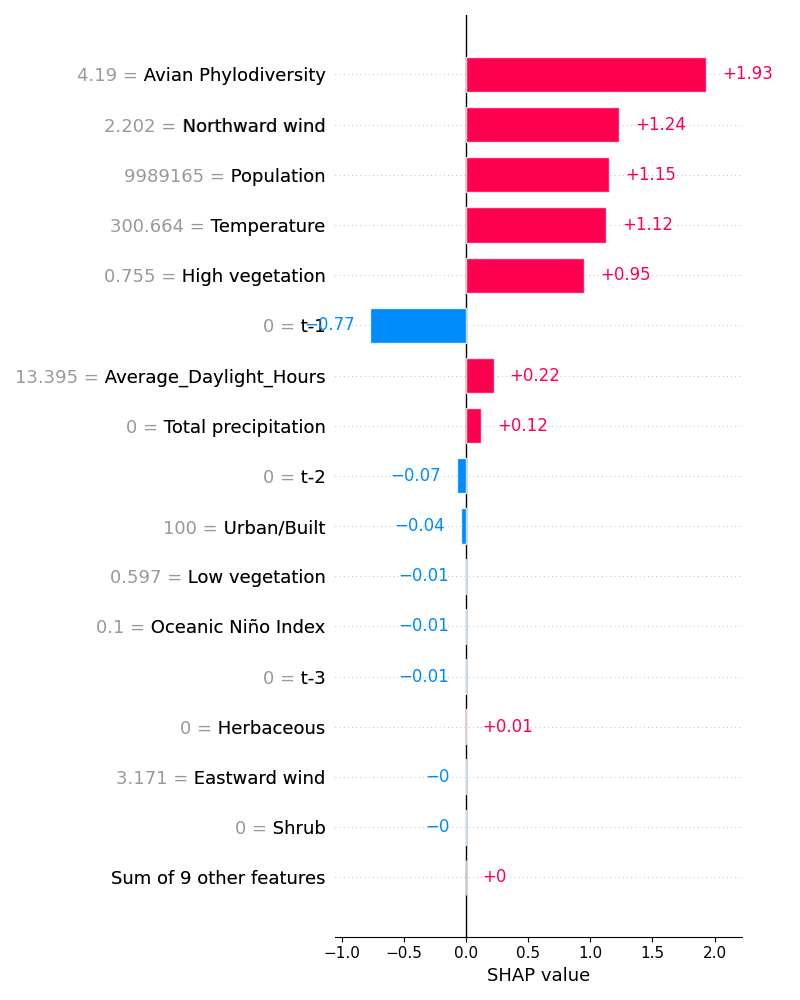 4.19 = Avian Phylodiversity +1.93
2.202 = Northward wind +1.24
9989165 = Population +1.15
300.664 = Temperature +1.12
0.755 = High vegetation +0.95
0 = t-1 −0.77
13.395 = Average_Daylight_Hours +0.22
0 = Total precipitation +0.12
0 = t-2 −0.07
100 = Urban/Built −0.04
0.597 = Low vegetation −0.01
0.1 = Oceanic Niño Index −0.01
0 = t-3 −0.01
0 = Herbaceous +0.01
3.171 = Eastward wind −0
0 = Shrub −0
Sum of 9 other features +0
−1.0 −0.5 0.0 0.5 1.0 1.5 2.0
SHAP value